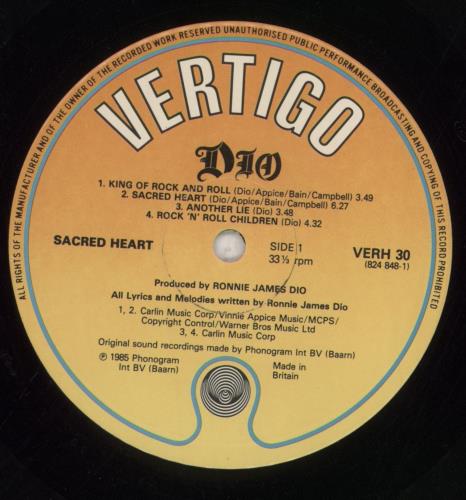 ALL RIGHTS OF THE MANUFACTURER AND OF THE OWNER OF THE RECORDED WORK RESERVED UNAUTHORISED PUBLIC PERFORMANCE BROADCASTING AND COPYING OF THIS RECORD PROHIBITED
VERTIGO
DIO
1. KING OF ROCK AND ROLL (Dio/Appice/Bain/Campbell) 3.49
2. SACRED HEART (Dio/Appice/Bain/Campbell) 6.27
3. ANOTHER LIE (Dio) 3.48
4. ROCK 'N' ROLL CHILDREN (Dio) 4.32
SACRED HEART
SIDE 1
33⅓ rpm
VERH 30
(824 848-1)
Produced by RONNIE JAMES DIO
All Lyrics and Melodies written by Ronnie James Dio
1, 2. Carlin Music Corp/Vinnie Appice Music/MCPS/
Copyright Control/Warner Bros Music Ltd
3, 4. Carlin Music Corp
Original sound recordings made by Phonogram Int BV (Baarn)
℗ 1985 Phonogram
Int BV (Baarn)
Made in
Britain